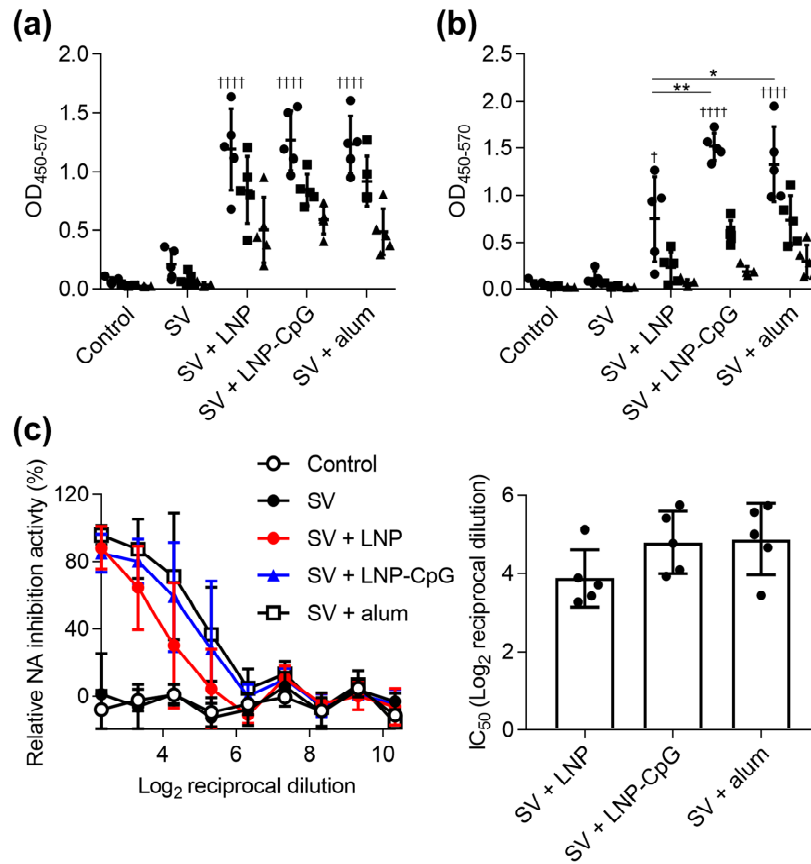 (a)
2.0
1.5
1.0
0.5
0.0
OD450-570
††††
††††
††††
Control
SV
SV + LNP
SV + LNP-CpG
SV + alum
(b)
2.0
1.5
1.0
0.5
0.0
OD450-570
*
**
††††
††††
†
Control
SV
SV + LNP
SV + LNP-CpG
SV + alum
(c)
Relative NA inhibition activty (%)
120
80
40
0
4
6
8
10
Log2 reciprocal dilution
Control
SV
SV + LNP
SV + LNP-CpG
SV + alum
IC50 (Log2 reciprocal dilution)
6
4
2
0
SV + LNP
SV + LNP-CpG
SV + alum